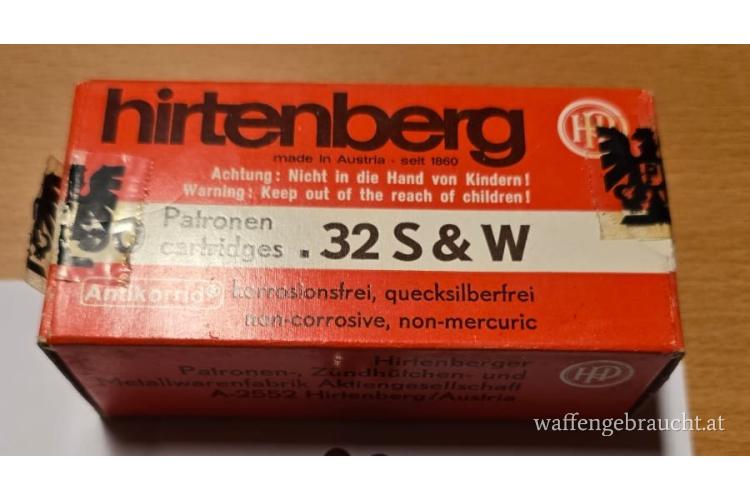 hirtenberg
HP
made in Austria · seit 1860
Achtung: Nicht in die Hand von Kindern!
Warning: Keep out of the reach of children!
Patronen
cartridges
.32 S & W
Antikorrid®
korrosionsfrei, quecksilberfrei
non-corrosive, non-mercuric
Hirtenberger
Patronen-, Zündhütchen- und
Metallwarenfabrik Aktiengesellschaft
A-2552 Hirtenberg/Austria
HP
waffengebraucht.at